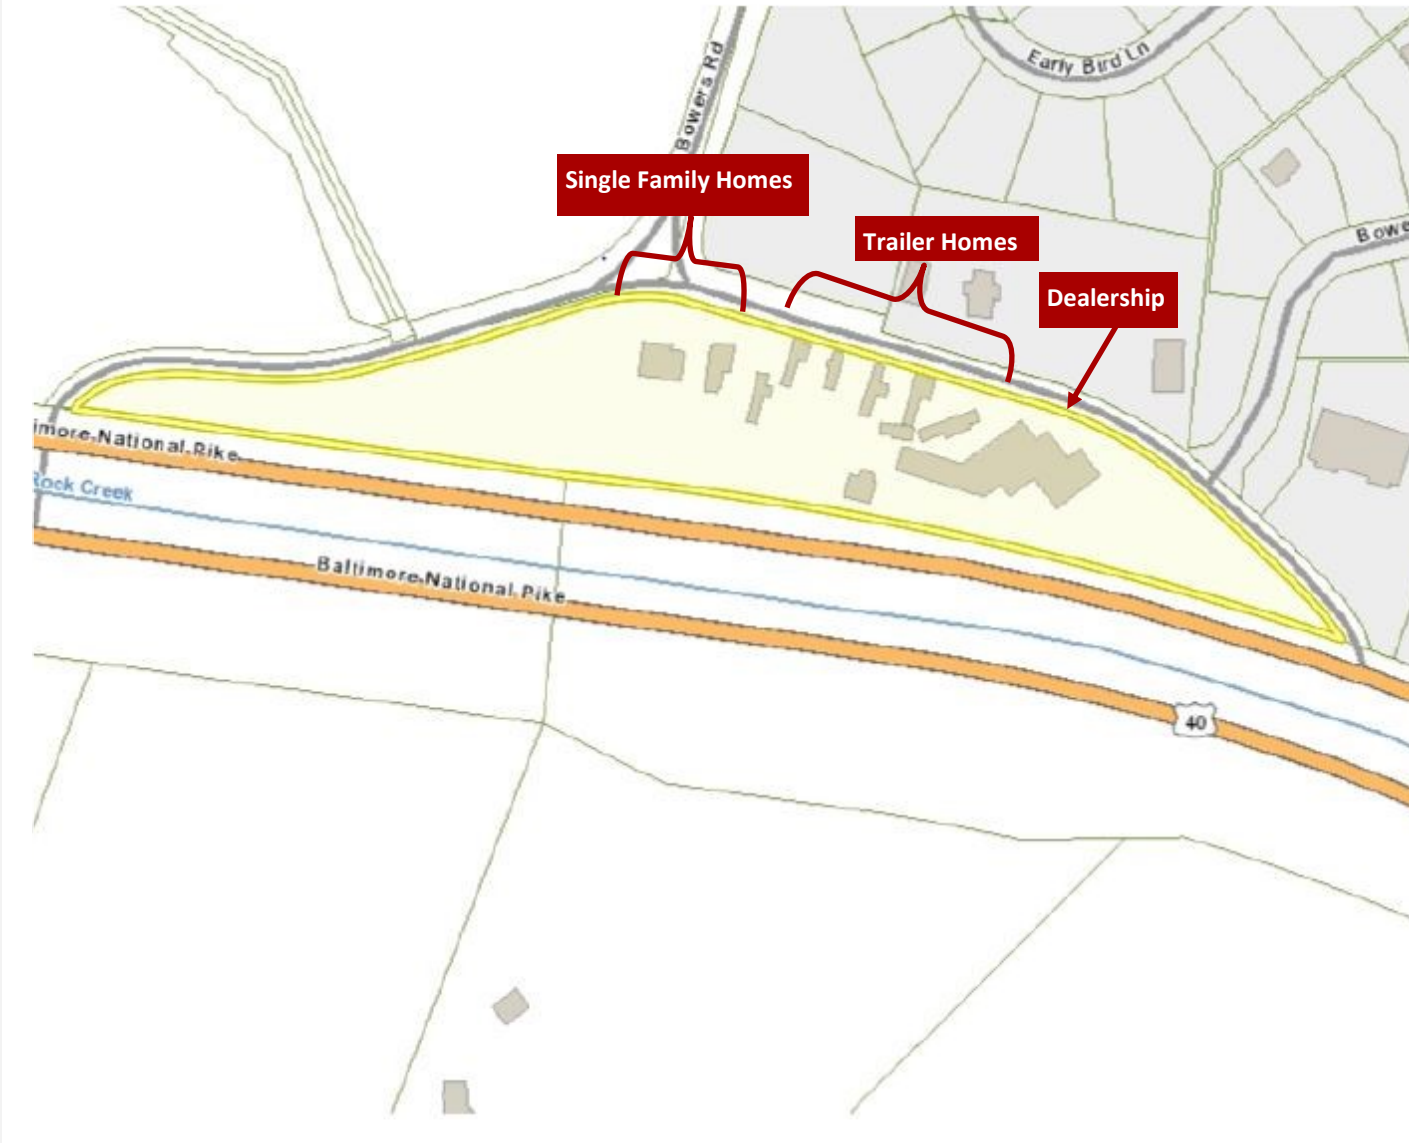 Early Bird Ln
Bowers Rd
Single Family Homes
Trailer Homes
Bowe
Dealership
imore National Pike
Rock Creek
Baltimore National Pike
40